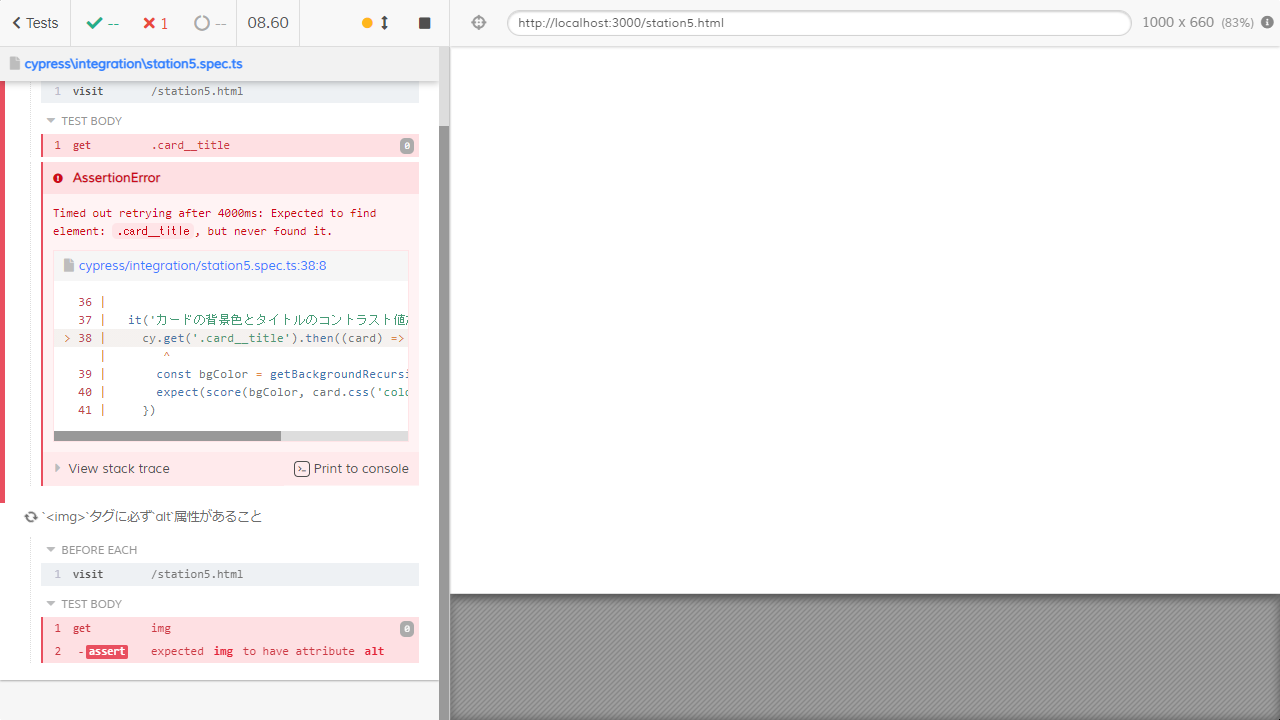 Tests
--
1
--
08.60
http://localhost:3000/station5.html
1000 x 660 (83%)
cypress\integration\station5.spec.ts
1 visit /station5.html
TEST BODY
1 get .card__title 0
AssertionError
Timed out retrying after 4000ms: Expected to find
element: .card__title, but never found it.
cypress/integration/station5.spec.ts:38:8
36 |
37 | it('カードの背景色とタイトルのコントラスト値
> 38 | cy.get('.card__title').then((card) =>
| ^
39 | const bgColor = getBackgroundRecursi
40 | expect(score(bgColor, card.css('colo
41 | })
View stack trace
Print to console
`<img>`タグに必ず`alt`属性があること
BEFORE EACH
1 visit /station5.html
TEST BODY
1 get img 0
2 -assert expected img to have attribute alt